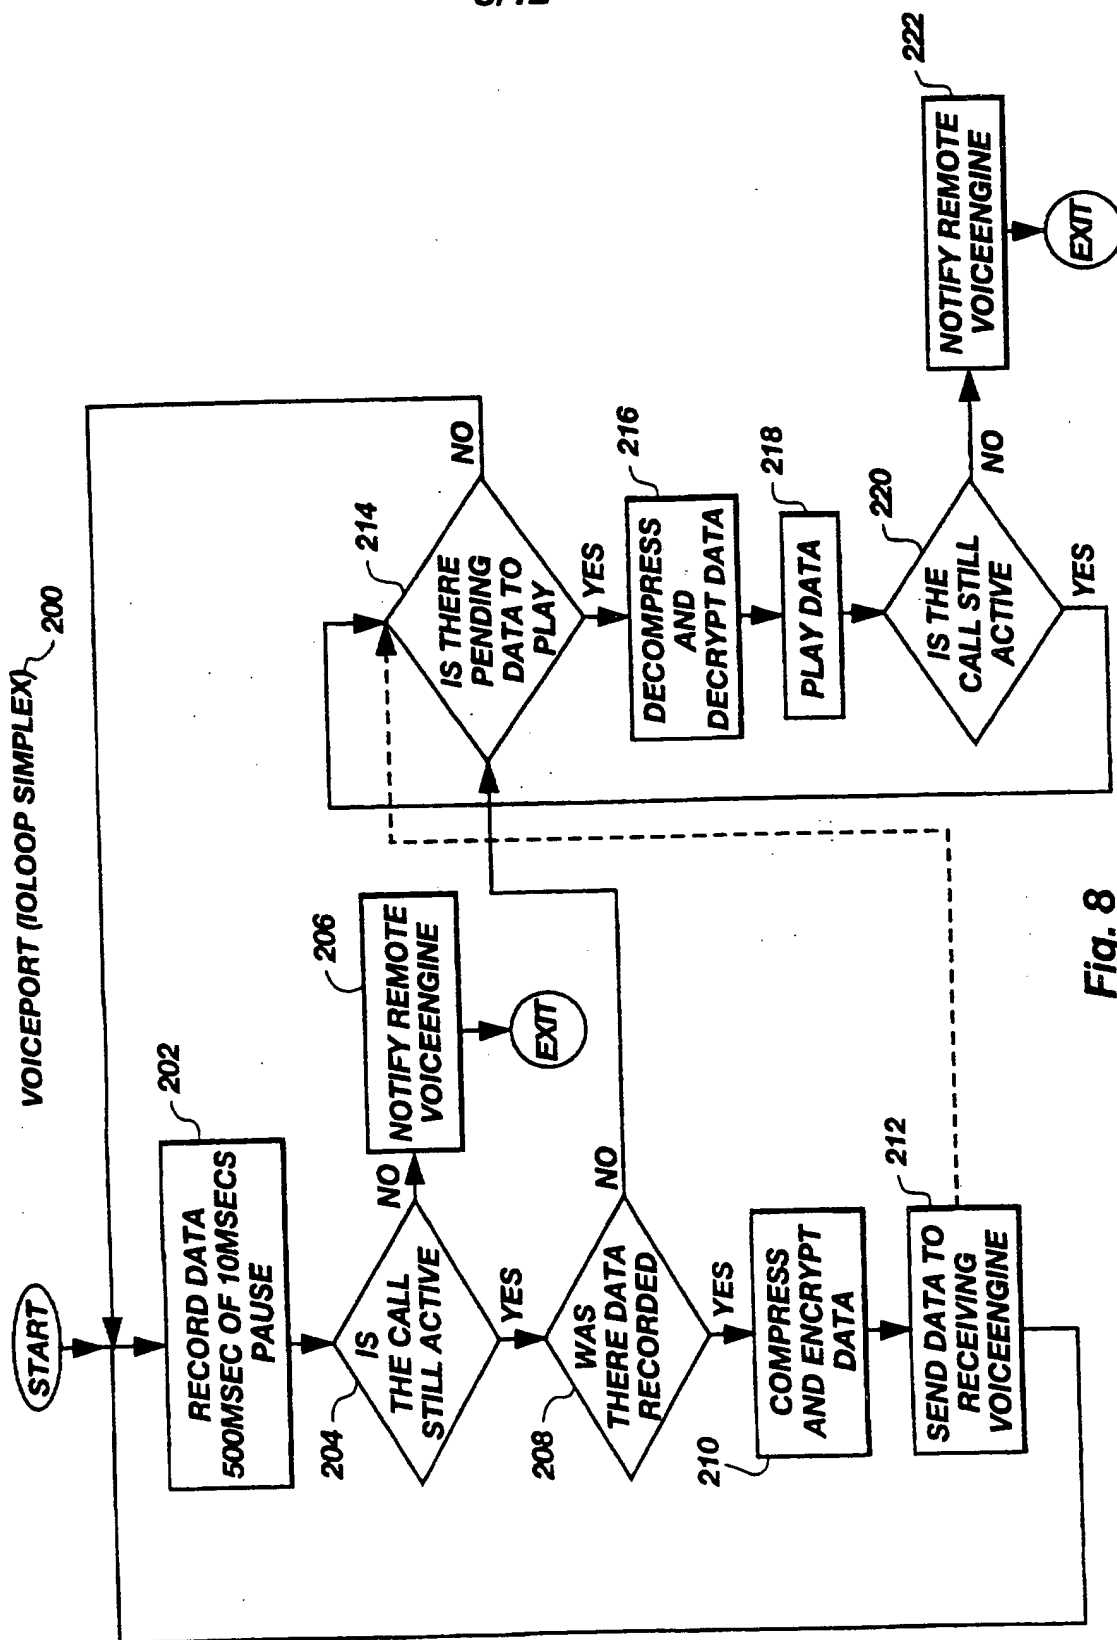 VOICEPORT (IOLOOP SIMPLEX) 200
START
202
RECORD DATA
500MSEC OF 10MSECS
PAUSE
204
IS
THE CALL
STILL ACTIVE
NO
YES
206
NOTIFY REMOTE
VOICEENGINE
EXIT
208
WAS
THERE DATA
RECORDED
NO
YES
210
COMPRESS
AND ENCRYPT
DATA
212
SEND DATA TO
RECEIVING
VOICEENGINE
214
IS THERE
PENDING
DATA TO
PLAY
NO
YES
216
DECOMPRESS
AND
DECRYPT DATA
218
PLAY DATA
220
IS THE
CALL STILL
ACTIVE
NO
YES
222
NOTIFY REMOTE
VOICEENGINE
EXIT
Fig. 8